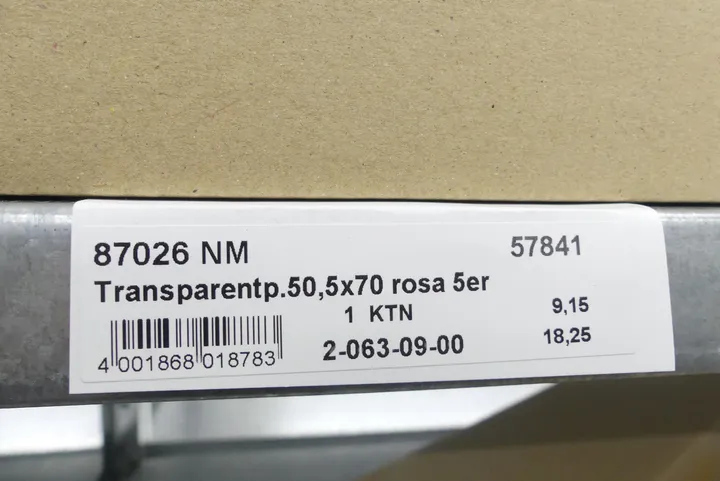 87026 NM 57841
Transparentp.50,5x70 rosa 5er
1 KTN 9,15
2-063-09-00 18,25
4 001868 018783